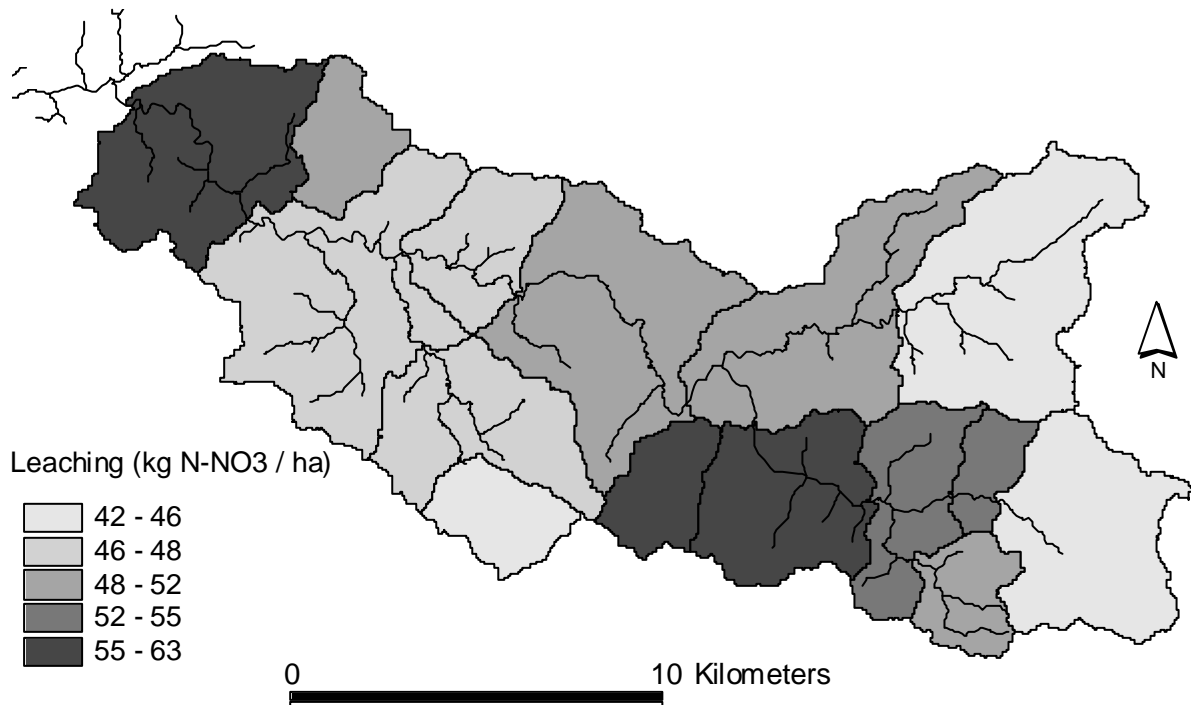 N
Leaching (kg N-NO3 / ha)
42 - 46
46 - 48
48 - 52
52 - 55
55 - 63
0 10 Kilometers